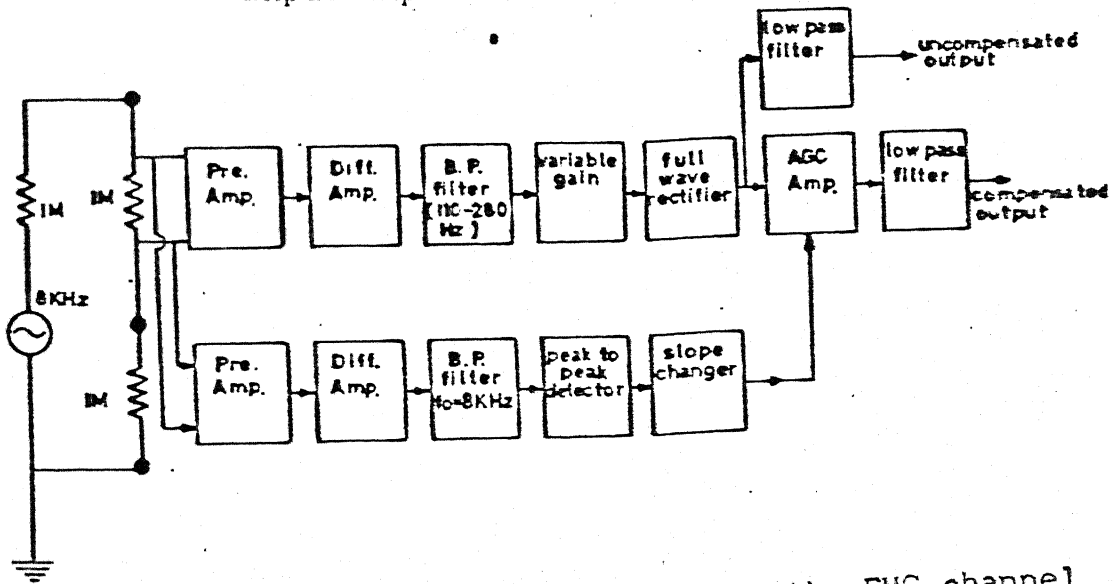 low pass
filter
uncompensated
output
Pre.
Amp.
Diff.
Amp.
B.P.
filter
(110-280
Hz)
variable
gain
full
wave
rectifier
AGC
Amp.
low pass
filter
compensated
output
1M
1M
8KHz
1M
Pre.
Amp.
Diff.
Amp.
B.P.
filter
fo=8KHz
peak to
peak
detector
slope
changer
EMG channel